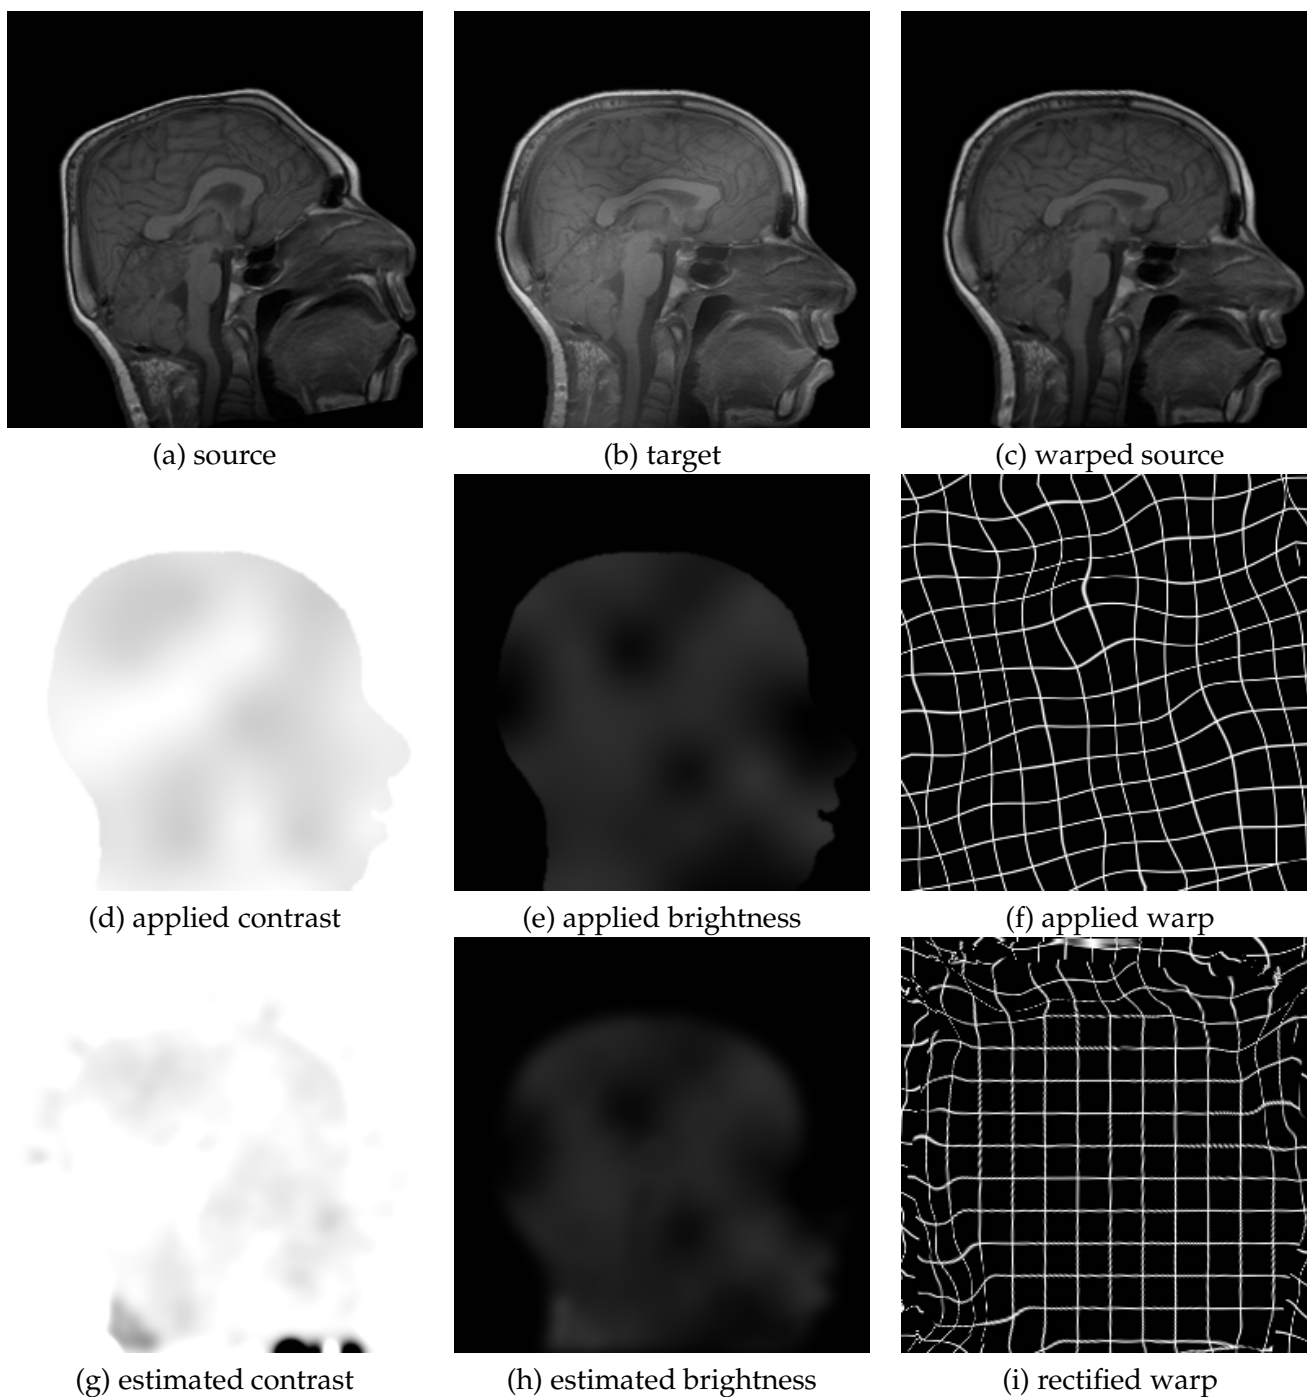 (a) source
(b) target
(c) warped source
(d) applied contrast
(e) applied brightness
(f) applied warp
(g) estimated contrast
(h) estimated brightness
(i) rectified warp